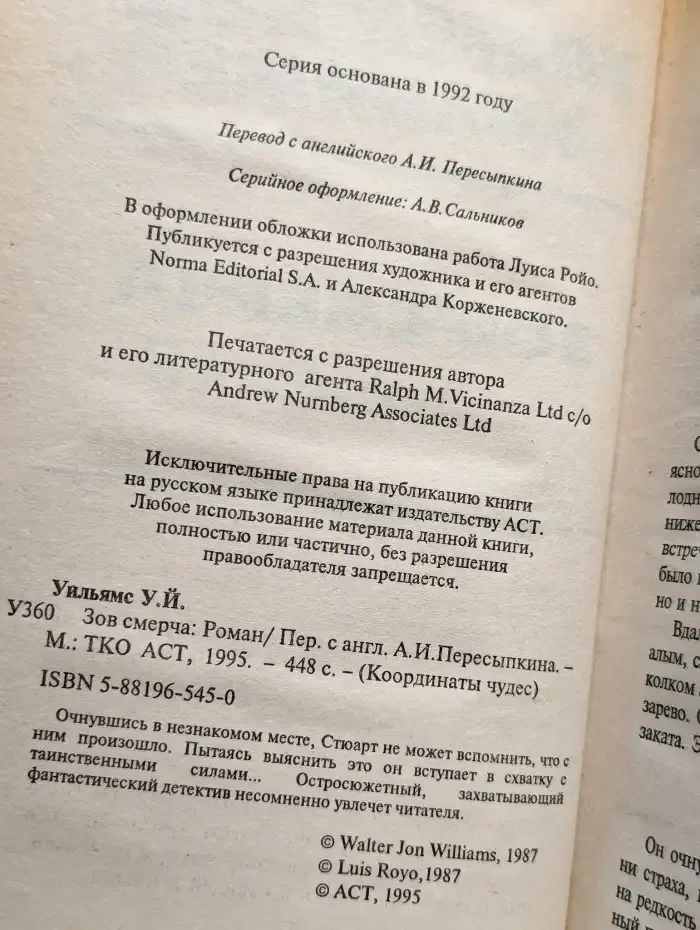 Серия основана в 1992 году
Перевод с английского А.И. Пересыпкина
Серийное оформление: А.В.Сальников
В оформлении обложки использована работа Луиса Ройо.
Публикуется с разрешения художника и его агентов
Norma Editorial S.A. и Александра Корженевского.
Печатается с разрешения автора
и его литературного агента Ralph M.Vicinanza Ltd c/o
Andrew Nurnberg Associates Ltd
Исключительные права на публикацию книги
на русском языке принадлежат издательству АСТ.
Любое использование материала данной книги,
полностью или частично, без разрешения
правообладателя запрещается.
Уильямс У.Й.
У360 Зов смерча: Роман/ Пер. с англ. А.И.Пересыпкина. –
М.: ТКО АСТ, 1995. – 448 с. – (Координаты чудес)
ISBN 5-88196-545-0
Очнувшись в незнакомом месте, Стюарт не может вспомнить, что с
ним произошло. Пытаясь выяснить это он вступает в схватку с
таинственными силами... Остросюжетный, захватывающий
фантастический детектив несомненно увлечет читателя.
© Walter Jon Williams, 1987
© Luis Royo,1987
© АСТ, 1995
С
ясно
лодн
ниже
встреч
было
но и н
Вдал
алым, с
колком
зарево. С
заката. З
Он очну
ни страха,
на редкость
ный